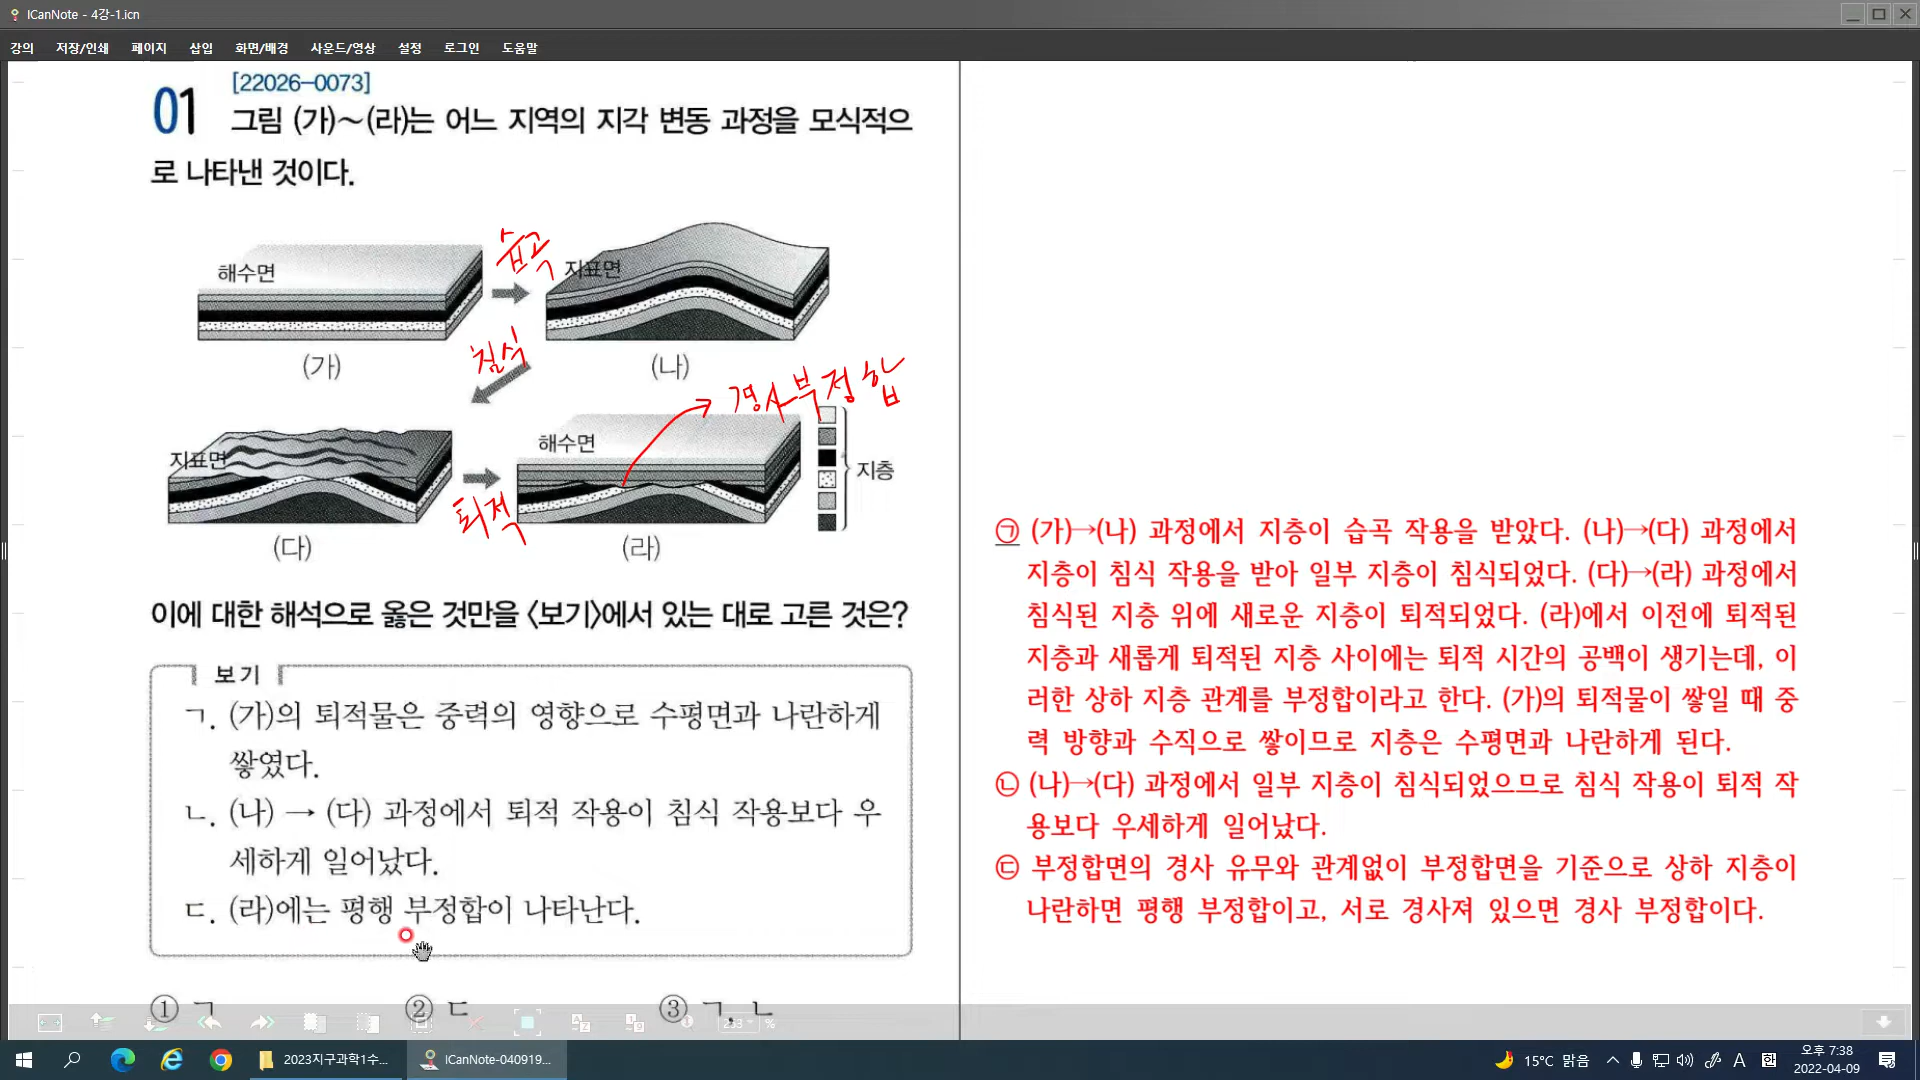 ICanNote - 4강-1.icn
강의 저장/인쇄 페이지 삽입 화면/배경 사운드/영상 설정 로그인 도움말
[22026-0073]
01 그림 (가)~(라)는 어느 지역의 지각 변동 과정을 모식적으
로 나타낸 것이다.
해수면
습곡
지표면
(가)
(나)
침식
경사부정합
지표면
해수면
지층
퇴적
(다)
(라)
이에 대한 해석으로 옳은 것만을 〈보기〉에서 있는 대로 고른 것은?
보기
ㄱ. (가)의 퇴적물은 중력의 영향으로 수평면과 나란하게
쌓였다.
ㄴ. (나) → (다) 과정에서 퇴적 작용이 침식 작용보다 우
세하게 일어났다.
ㄷ. (라)에는 평행 부정합이 나타난다.
① ㄱ ② ㄷ ③ ㄱ, ㄴ
㉠ (가)→(나) 과정에서 지층이 습곡 작용을 받았다. (나)→(다) 과정에서
지층이 침식 작용을 받아 일부 지층이 침식되었다. (다)→(라) 과정에서
침식된 지층 위에 새로운 지층이 퇴적되었다. (라)에서 이전에 퇴적된
지층과 새롭게 퇴적된 지층 사이에는 퇴적 시간의 공백이 생기는데, 이
러한 상하 지층 관계를 부정합이라고 한다. (가)의 퇴적물이 쌓일 때 중
력 방향과 수직으로 쌓이므로 지층은 수평면과 나란하게 된다.
㉡ (나)→(다) 과정에서 일부 지층이 침식되었으므로 침식 작용이 퇴적 작
용보다 우세하게 일어났다.
㉢ 부정합면의 경사 유무와 관계없이 부정합면을 기준으로 상하 지층이
나란하면 평행 부정합이고, 서로 경사져 있으면 경사 부정합이다.
233 %
2023지구과학1수...
ICanNote-040919...
15°C 맑음
A 한
오후 7:38
2022-04-09